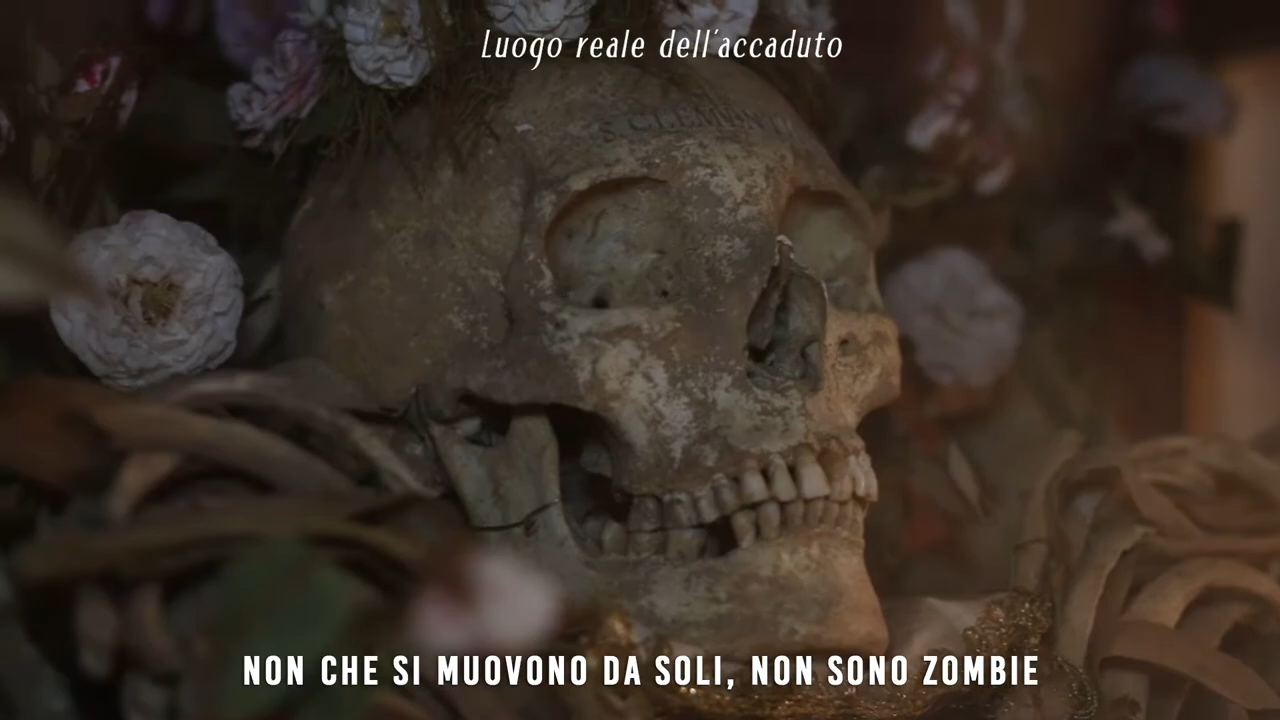 Luogo reale dell'accaduto
NON CHE SI MUOVONO DA SOLI, NON SONO ZOMBIE